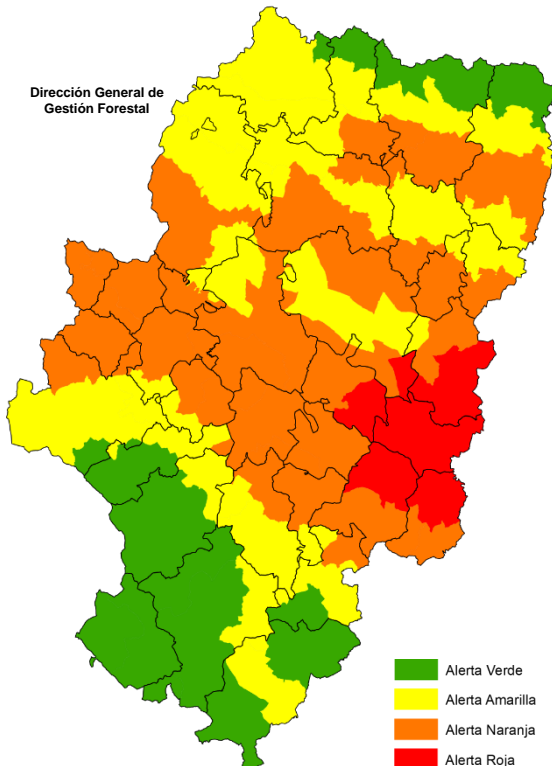 Dirección General de
Gestión Forestal
Alerta Verde
Alerta Amarilla
Alerta Naranja
Alerta Roja